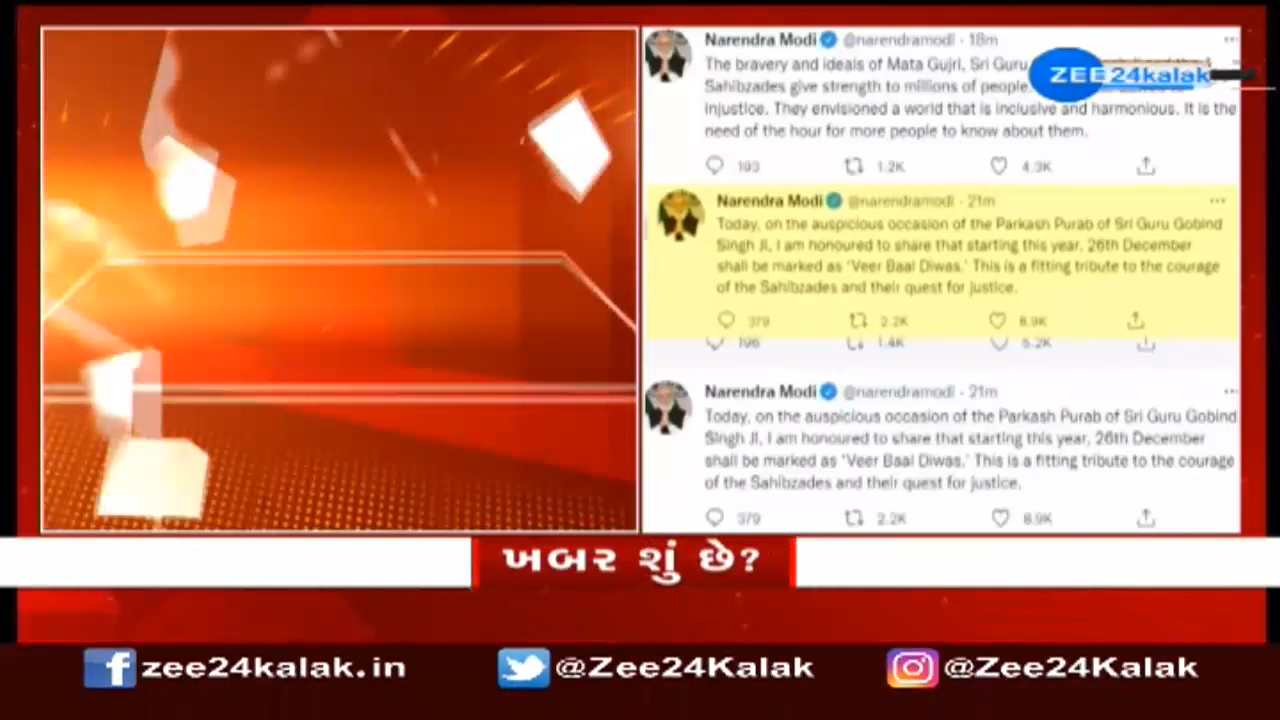 Narendra Modi @narendramodi · 18m
The bravery and ideals of Mata Gujri, Sri Guru
Sahibzades give strength to millions of people.
injustice. They envisioned a world that is inclusive and harmonious. It is the
need of the hour for more people to know about them.
193 1.2K 4.3K
ZEE24kalak
Narendra Modi @narendramodi · 21m
Today, on the auspicious occasion of the Parkash Purab of Sri Guru Gobind
Singh Ji, I am honoured to share that starting this year, 26th December
shall be marked as 'Veer Baal Diwas.' This is a fitting tribute to the courage
of the Sahibzades and their quest for justice.
379 2.2K 8.9K
196 1.4K 5.2K
Narendra Modi @narendramodi · 21m
Today, on the auspicious occasion of the Parkash Purab of Sri Guru Gobind
Singh Ji, I am honoured to share that starting this year, 26th December
shall be marked as 'Veer Baal Diwas.' This is a fitting tribute to the courage
of the Sahibzades and their quest for justice.
379 2.2K 8.9K
ખબર શું છે?
zee24kalak.in @Zee24Kalak @Zee24Kalak